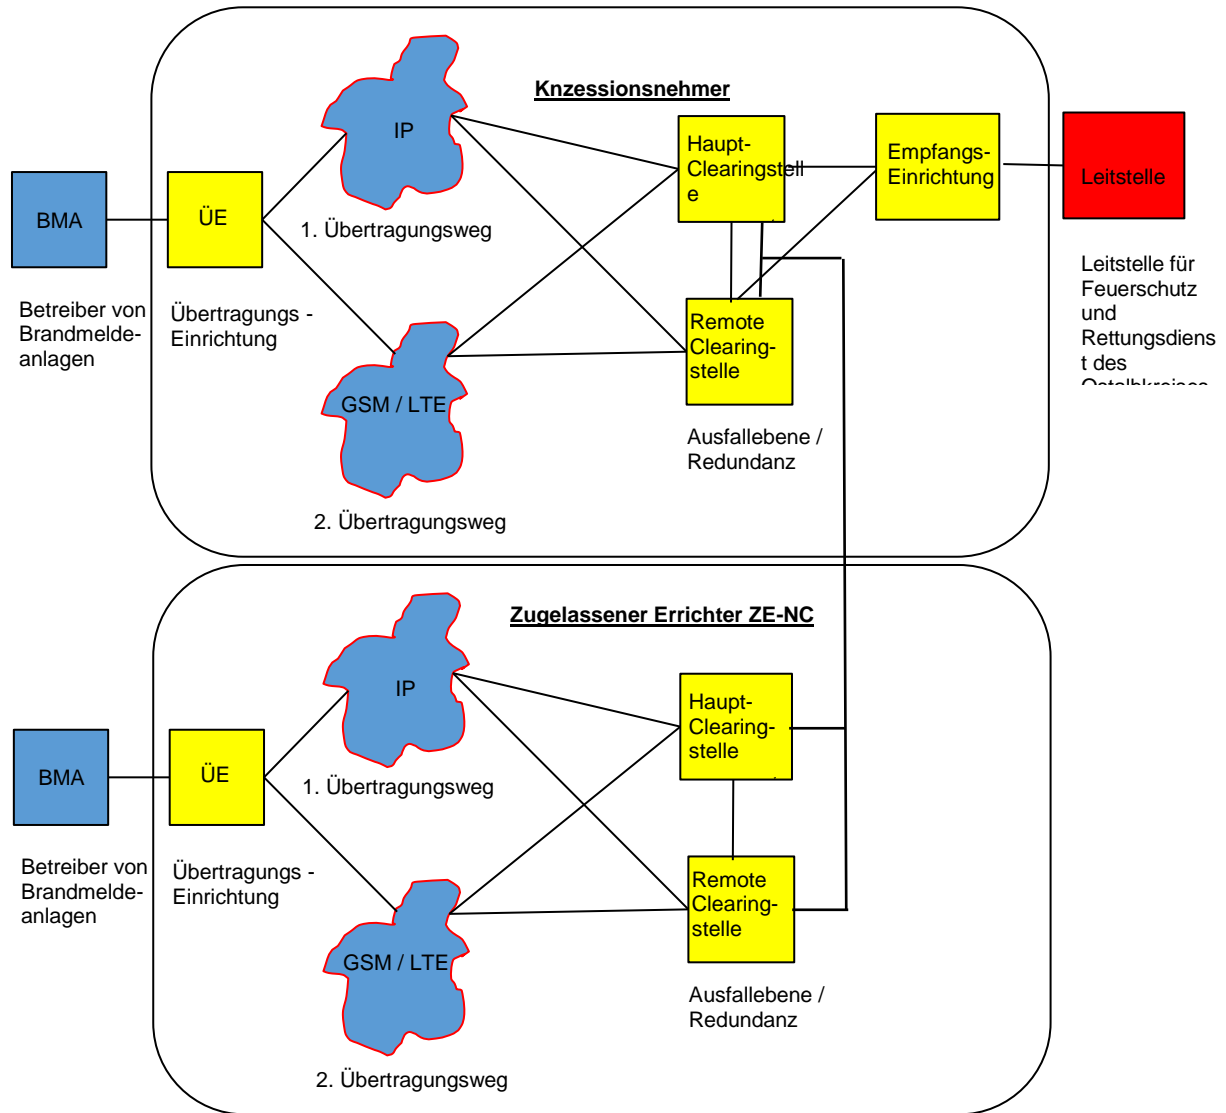 Knzessionsnehmer
BMA
Betreiber von
Brandmelde-
anlagen
ÜE
Übertragungs -
Einrichtung
IP
1. Übertragungsweg
GSM / LTE
2. Übertragungsweg
Haupt-
Clearingstell
e
Remote
Clearing-
stelle
Ausfallebene /
Redundanz
Empfangs-
Einrichtung
Leitstelle
Leitstelle für
Feuerschutz
und
Rettungsdiens
t des
Ostalbkreises
Zugelassener Errichter ZE-NC
BMA
Betreiber von
Brandmelde-
anlagen
ÜE
Übertragungs -
Einrichtung
IP
1. Übertragungsweg
GSM / LTE
2. Übertragungsweg
Haupt-
Clearing-
stelle
Remote
Clearing-
stelle
Ausfallebene /
Redundanz